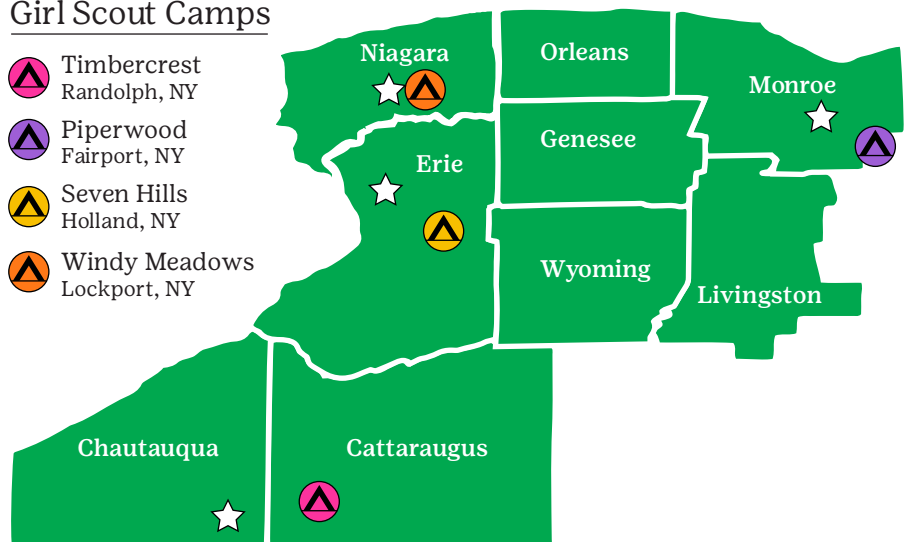 Girl Scout Camps
Timbercrest
Randolph, NY
Piperwood
Fairport, NY
Seven Hills
Holland, NY
Windy Meadows
Lockport, NY
Niagara
Orleans
Monroe
Genesee
Erie
Wyoming
Livingston
Chautauqua
Cattaraugus